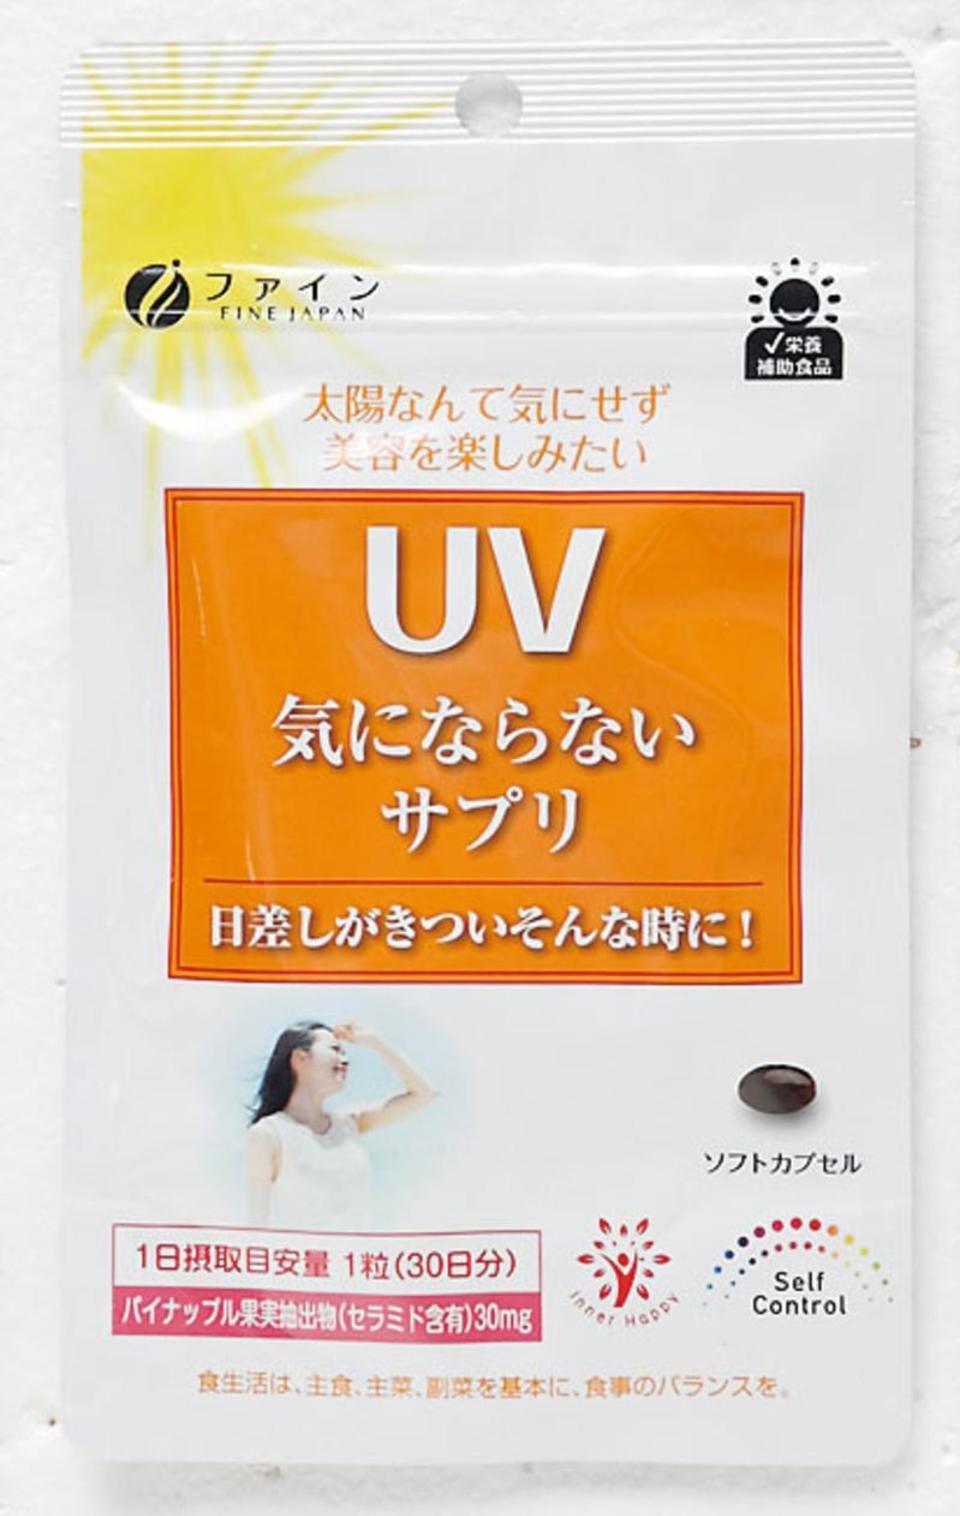 ファイン
FINE JAPAN
✓栄養
補助食品
太陽なんて気にせず
美容を楽しみたい
UV
気にならない
サプリ
日差しがきついそんな時に!
ソフトカプセル
1日摂取目安量 1粒(30日分)
パイナップル果実抽出物(セラミド含有)30mg
Inner Happy
Self
Control
食生活は、主食、主菜、副菜を基本に、食事のバランスを。